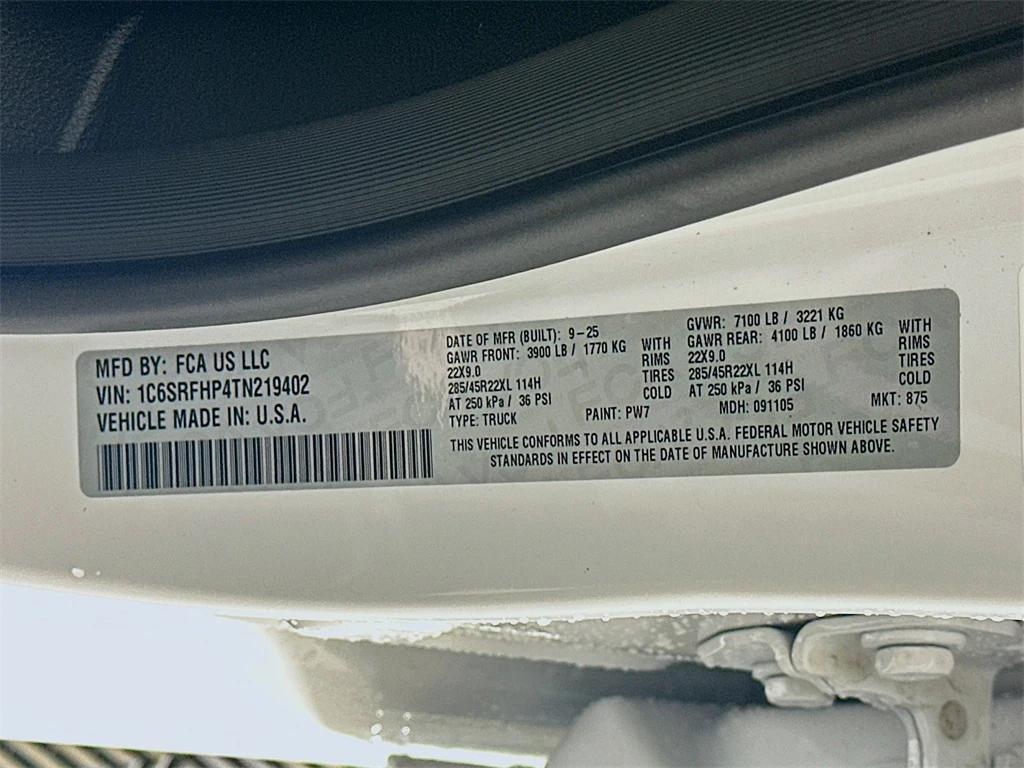 MFD BY: FCA US LLC
VIN: 1C6SRFHP4TN219402
VEHICLE MADE IN: U.S.A.
DATE OF MFR (BUILT): 9-25
GAWR FRONT: 3900 LB / 1770 KG WITH
22X9.0 RIMS
285/45R22XL 114H TIRES
AT 250 kPa / 36 PSI COLD
GVWR: 7100 LB / 3221 KG
GAWR REAR: 4100 LB / 1860 KG WITH
22X9.0 RIMS
285/45R22XL 114H TIRES
AT 250 kPa / 36 PSI COLD
TYPE: TRUCK PAINT: PW7 MDH: 091105 MKT: 875
THIS VEHICLE CONFORMS TO ALL APPLICABLE U.S.A. FEDERAL MOTOR VEHICLE SAFETY
STANDARDS IN EFFECT ON THE DATE OF MANUFACTURE SHOWN ABOVE.